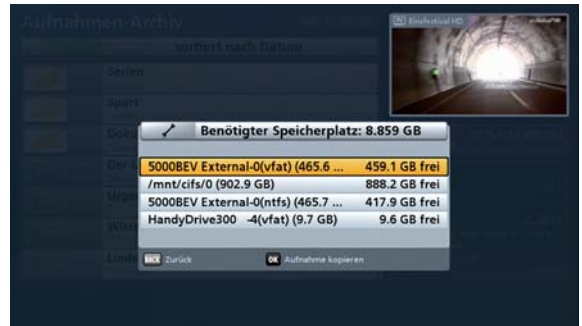 Aufnahmen-Archiv
Einsfestival HD
sortiert nach Datum
Serien
Sport
Benötigter Speicherplatz: 8.859 GB
5000BEV External-0(vfat) (465.6 ... 459.1 GB frei
/mnt/cifs/0 (902.9 GB) 888.2 GB frei
5000BEV External-0(ntfs) (465.7 ... 417.9 GB frei
HandyDrive300 -4(vfat) (9.7 GB) 9.6 GB frei
BACK Zurück OK Aufnahme kopieren